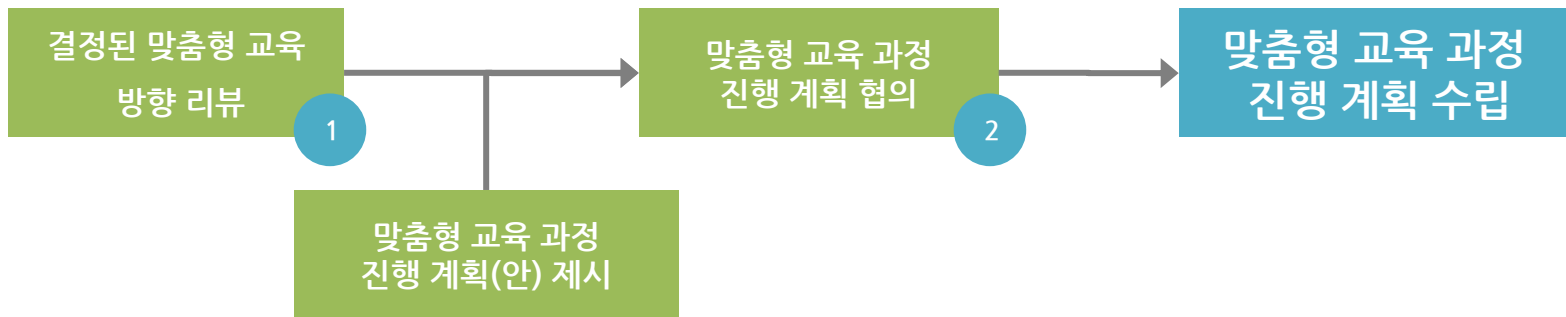 결정된 맞춤형 교육
방향 리뷰
1
맞춤형 교육 과정
진행 계획(안) 제시
맞춤형 교육 과정
진행 계획 협의
2
맞춤형 교육 과정
진행 계획 수립